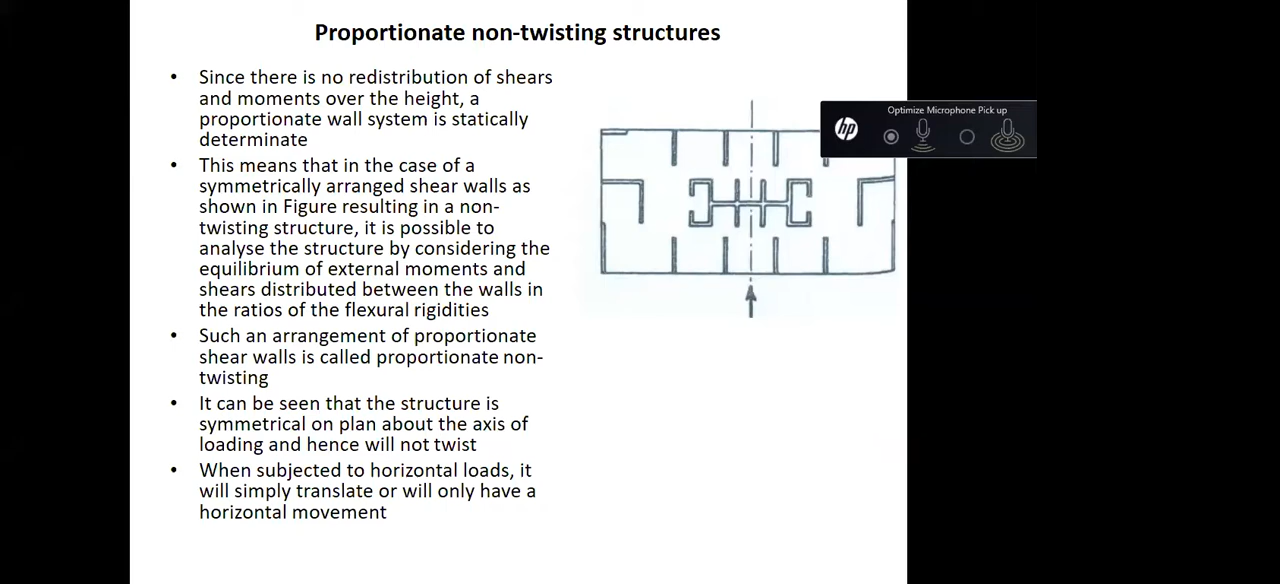 Proportionate non-twisting structures
• Since there is no redistribution of shears
and moments over the height, a
proportionate wall system is statically
determinate
• This means that in the case of a
symmetrically arranged shear walls as
shown in Figure resulting in a non-
twisting structure, it is possible to
analyse the structure by considering the
equilibrium of external moments and
shears distributed between the walls in
the ratios of the flexural rigidities
• Such an arrangement of proportionate
shear walls is called proportionate non-
twisting
• It can be seen that the structure is
symmetrical on plan about the axis of
loading and hence will not twist
• When subjected to horizontal loads, it
will simply translate or will only have a
horizontal movement
Optimize Microphone Pick up
hp